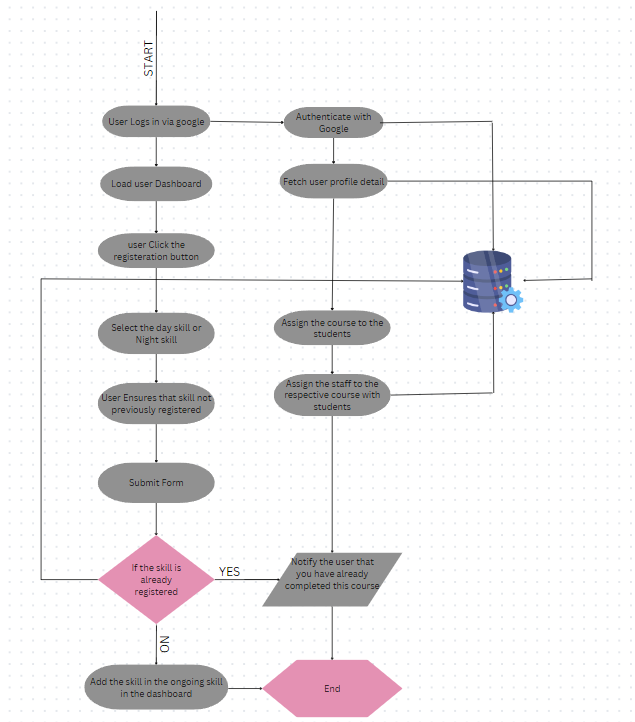 START
User Logs in via google
Authenticate with
Google
Load user Dashboard
Fetch user profile detail
user Click the
registeration button
Select the day skill or
Night skill
Assign the course to the
students
User Ensures that skill not
previously registered
Assign the staff to the
respective course with
students
Submit Form
If the skill is
already
registered
YES
Notify the user that
you have already
completed this course
NO
Add the skill in the ongoing skill
in the dashboard
End